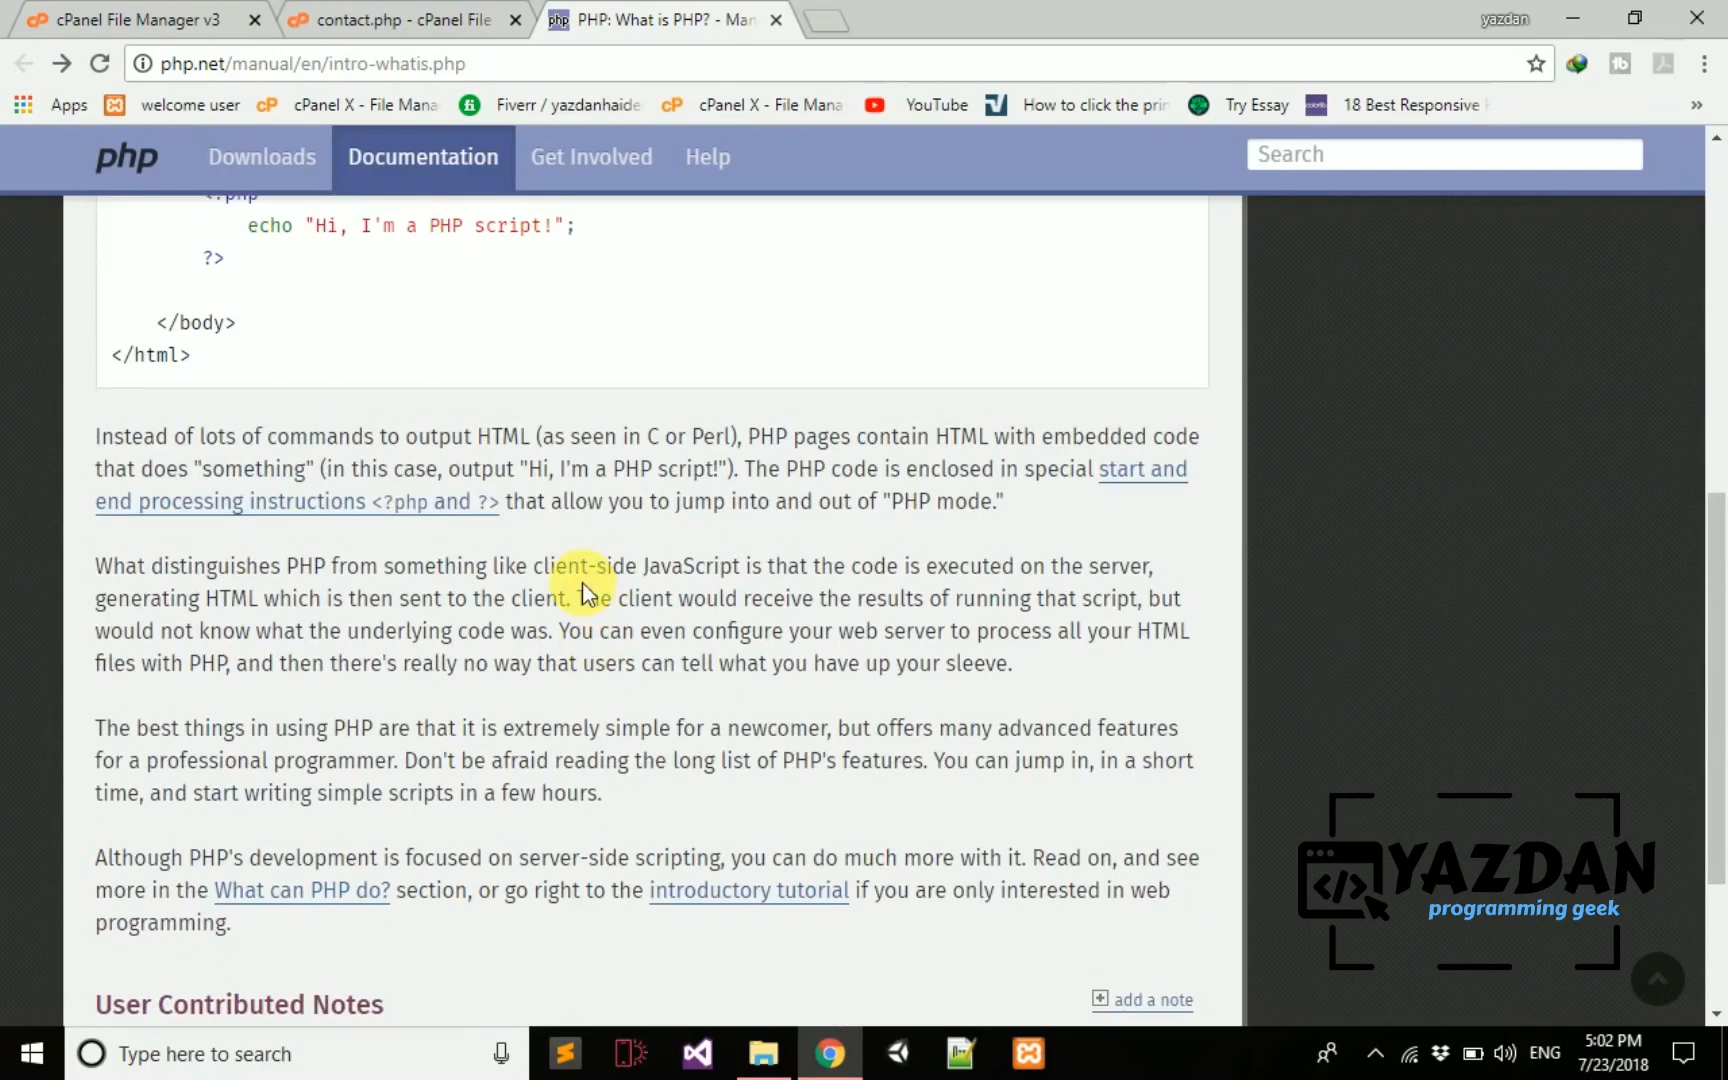 cPanel File Manager v3
contact.php - cPanel File
PHP: What is PHP? - Man
yazdan
php.net/manual/en/intro-whatis.php
Apps
welcome user
cPanel X - File Mana
Fiverr / yazdanhaide
cPanel X - File Mana
YouTube
How to click the prin
Try Essay
18 Best Responsive
»
php
Downloads
Documentation
Get Involved
Help
Search
<?php
echo "Hi, I'm a PHP script!";
?>
</body>
</html>
Instead of lots of commands to output HTML (as seen in C or Perl), PHP pages contain HTML with embedded code
that does "something" (in this case, output "Hi, I'm a PHP script!"). The PHP code is enclosed in special start and
end processing instructions <?php and ?> that allow you to jump into and out of "PHP mode."
What distinguishes PHP from something like client-side JavaScript is that the code is executed on the server,
generating HTML which is then sent to the client. The client would receive the results of running that script, but
would not know what the underlying code was. You can even configure your web server to process all your HTML
files with PHP, and then there's really no way that users can tell what you have up your sleeve.
The best things in using PHP are that it is extremely simple for a newcomer, but offers many advanced features
for a professional programmer. Don't be afraid reading the long list of PHP's features. You can jump in, in a short
time, and start writing simple scripts in a few hours.
Although PHP's development is focused on server-side scripting, you can do much more with it. Read on, and see
more in the What can PHP do? section, or go right to the introductory tutorial if you are only interested in web
programming.
User Contributed Notes
add a note
</> YAZDAN
programming geek
Type here to search
ENG
5:02 PM
7/23/2018